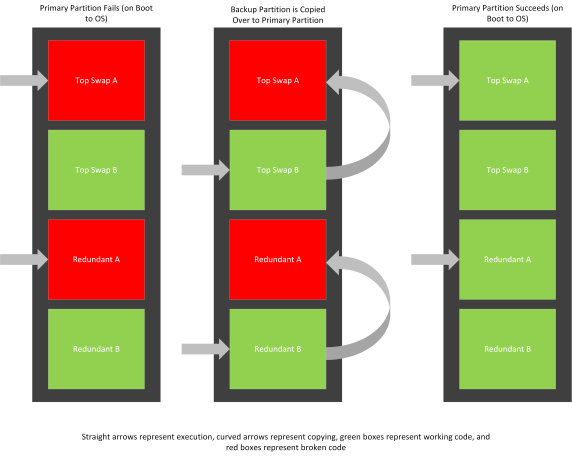 Primary Partition Fails (on Boot
to OS)
Top Swap A
Top Swap B
Redundant A
Redundant B
Backup Partition is Copied
Over to Primary Partition
Top Swap A
Top Swap B
Redundant A
Redundant B
Primary Partition Succeeds (on
Boot to OS)
Top Swap A
Top Swap B
Redundant A
Redundant B
Straight arrows represent execution, curved arrows represent copying, green boxes represent working code, and
red boxes represent broken code